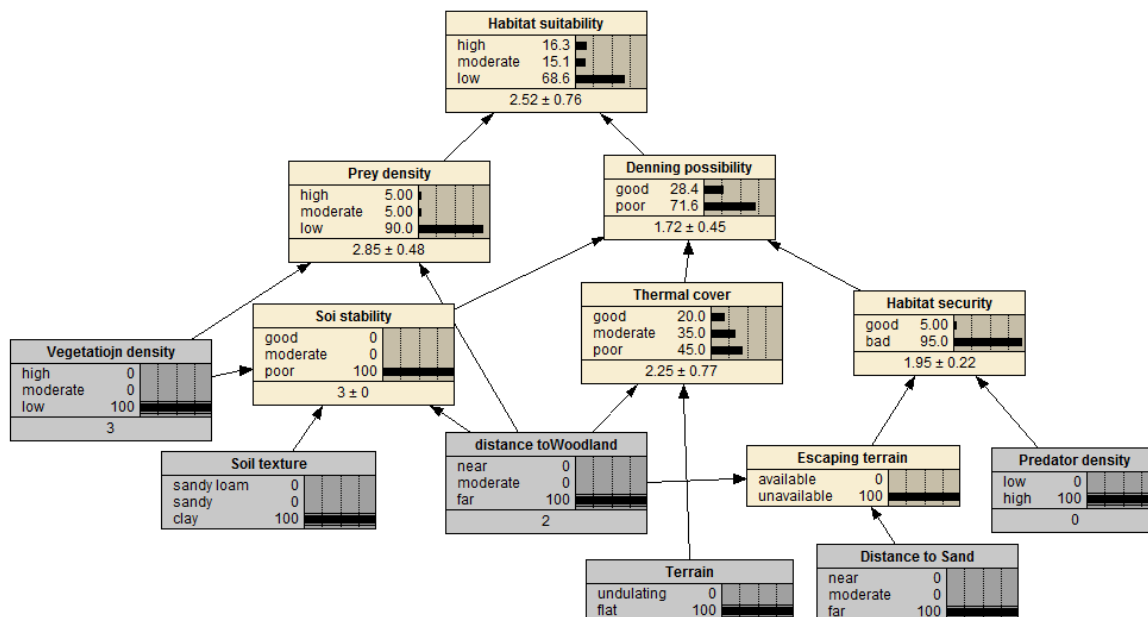 Habitat suitability
high 16.3
moderate 15.1
low 68.6
2.52 ± 0.76
Prey density
high 5.00
moderate 5.00
low 90.0
2.85 ± 0.48
Denning possibility
good 28.4
poor 71.6
1.72 ± 0.45
Soi stability
good 0
moderate 0
poor 100
3 ± 0
Thermal cover
good 20.0
moderate 35.0
poor 45.0
2.25 ± 0.77
Habitat security
good 5.00
bad 95.0
1.95 ± 0.22
Vegetatiojn density
high 0
moderate 0
low 100
3
Soil texture
sandy loam 0
sandy 0
clay 100
distance toWoodland
near 0
moderate 0
far 100
2
Escaping terrain
available 0
unavailable 100
Predator density
low 0
high 100
0
Terrain
undulating 0
flat 100
Distance to Sand
near 0
moderate 0
far 100